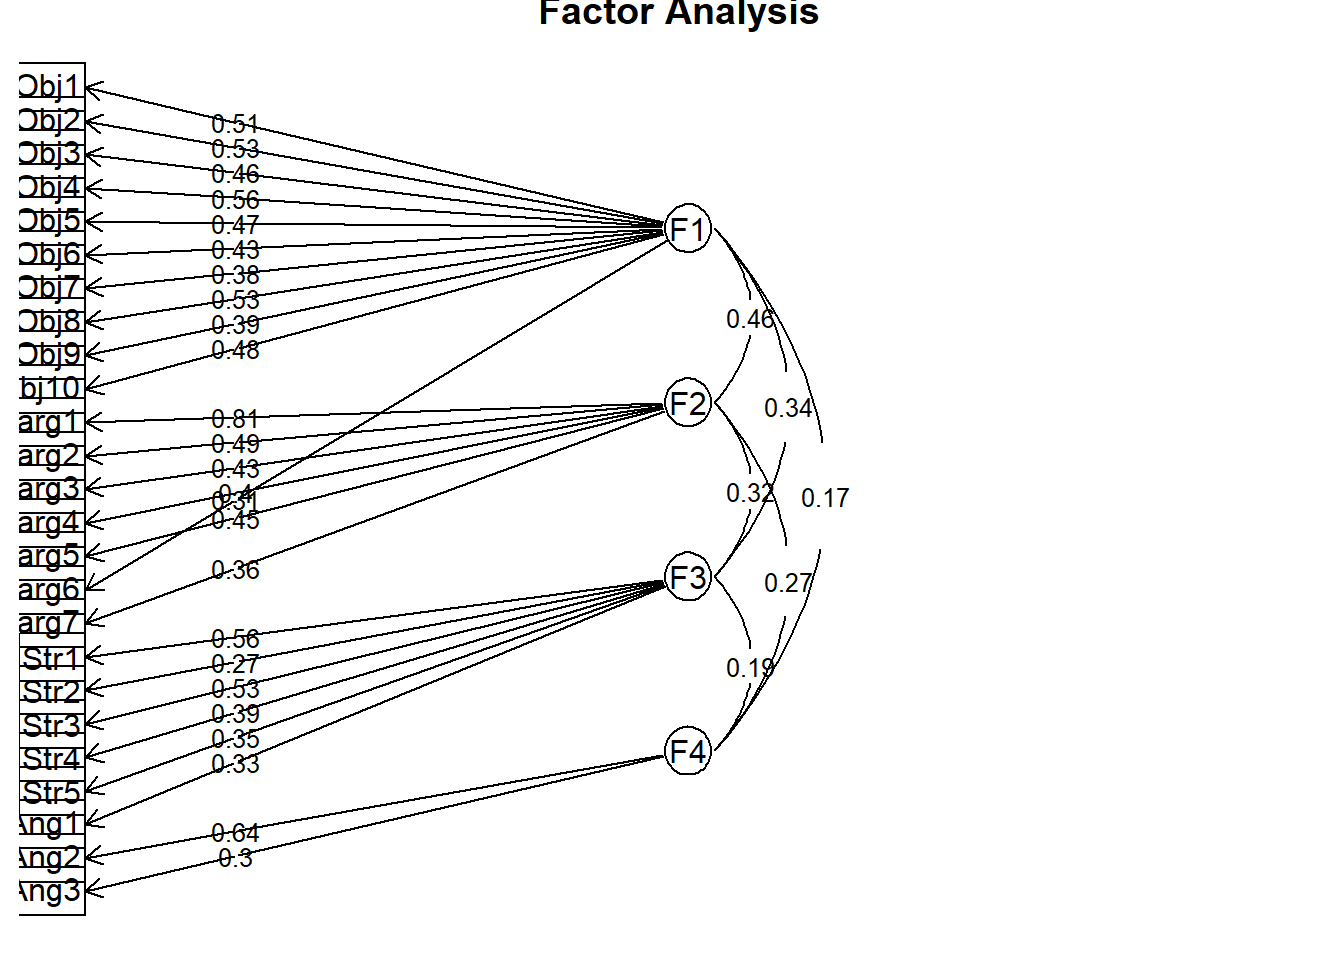 Factor Analysis
Obj1
Obj2
Obj3
Obj4
Obj5
Obj6
Obj7
Obj8
Obj9
bj10
arg1
arg2
arg3
arg4
arg5
arg6
arg7
Str1
Str2
Str3
Str4
Str5
Ang1
Ang2
Ang3
0.51
0.53
0.46
0.56
0.47
0.43
0.38
0.53
0.39
0.48
0.81
0.49
0.43
0.4
0.31
0.45
0.36
0.56
0.27
0.53
0.39
0.35
0.33
0.64
0.3
F1
F2
F3
F4
0.46
0.34
0.32
0.17
0.27
0.19